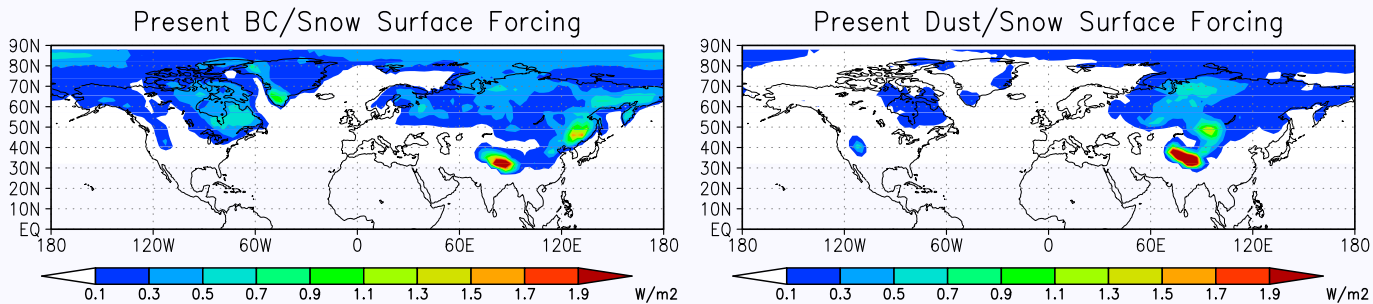 Present BC/Snow Surface Forcing
90N
80N
70N
60N
50N
40N
30N
20N
10N
EQ
180 120W 60W 0 60E 120E 180
0.1 0.3 0.5 0.7 0.9 1.1 1.3 1.5 1.7 1.9 W/m2
Present Dust/Snow Surface Forcing
90N
80N
70N
60N
50N
40N
30N
20N
10N
EQ
180 120W 60W 0 60E 120E 180
0.1 0.3 0.5 0.7 0.9 1.1 1.3 1.5 1.7 1.9 W/m2